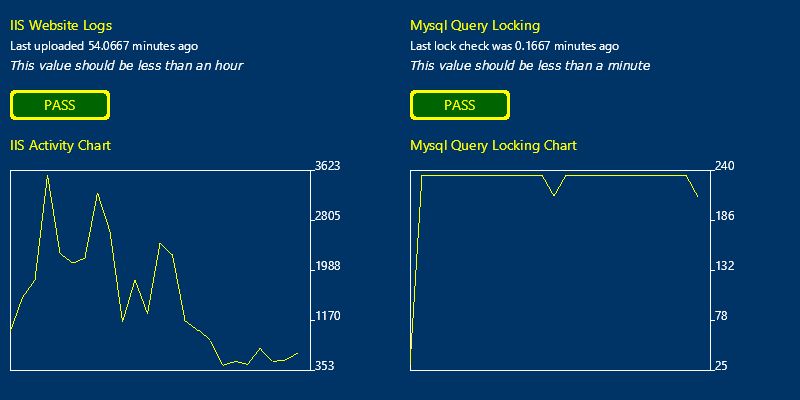 IIS Website Logs
Last uploaded 54.0667 minutes ago
This value should be less than an hour
PASS
IIS Activity Chart
3623
2805
1988
1170
353
Mysql Query Locking
Last lock check was 0.1667 minutes ago
This value should be less than a minute
PASS
Mysql Query Locking Chart
240
186
132
78
25